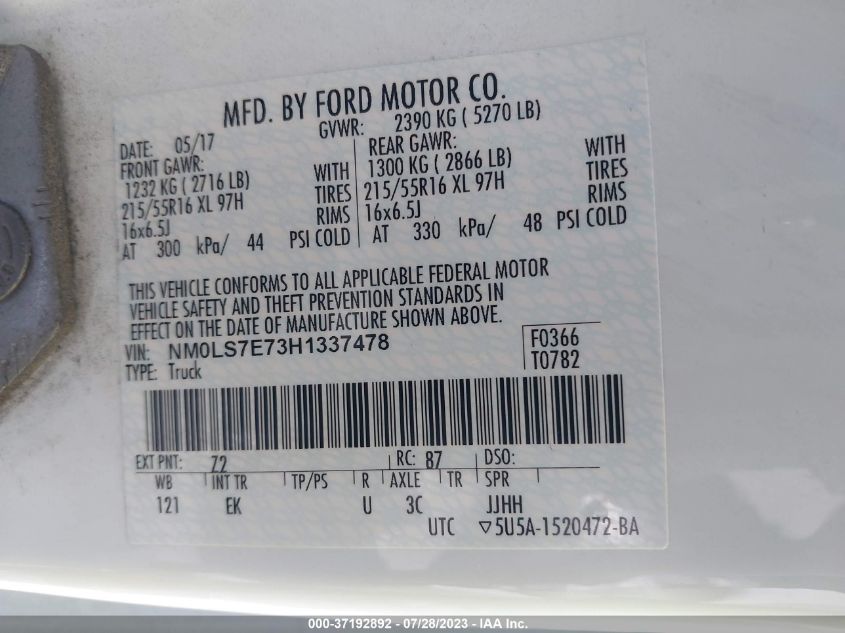 MFD. BY FORD MOTOR CO.
DATE: 05/17 GVWR: 2390 KG ( 5270 LB)
FRONT GAWR: REAR GAWR:
1232 KG ( 2716 LB) WITH 1300 KG ( 2866 LB) WITH
215/55R16 XL 97H TIRES 215/55R16 XL 97H TIRES
16x6.5J RIMS 16x6.5J RIMS
AT 300 kPa/ 44 PSI COLD AT 330 kPa/ 48 PSI COLD
THIS VEHICLE CONFORMS TO ALL APPLICABLE FEDERAL MOTOR
VEHICLE SAFETY AND THEFT PREVENTION STANDARDS IN
EFFECT ON THE DATE OF MANUFACTURE SHOWN ABOVE.
VIN: NM0LS7E73H1337478 F0366
TYPE: Truck T0782
EXT PNT: Z2 RC: 87 DSO:
WB INT TR TP/PS R AXLE TR SPR
121 EK U 3C JJHH
UTC ▽5U5A-1520472-BA
000-37192892 - 07/28/2023 - © IAA, Inc.